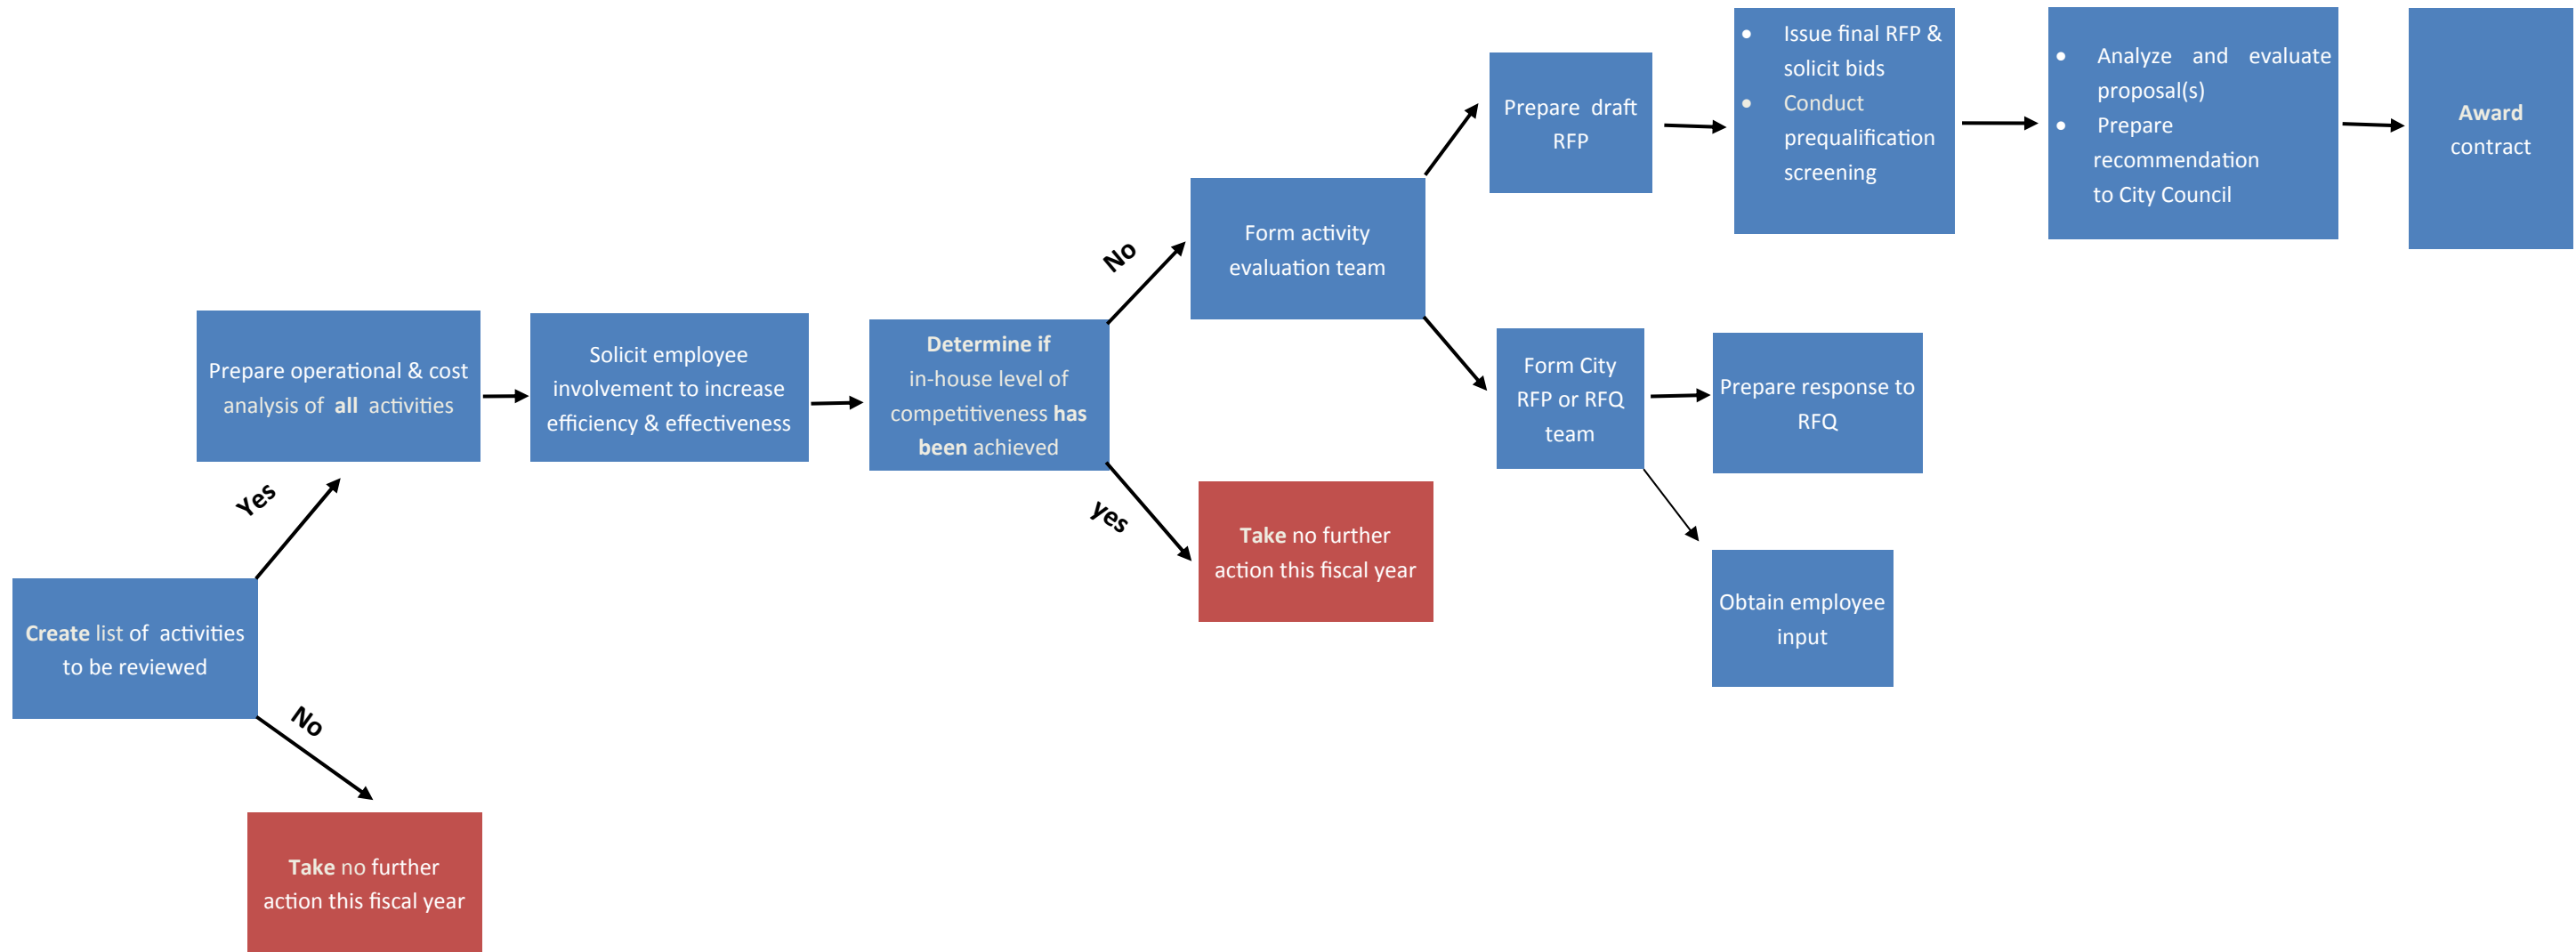 Create list of activities
to be reviewed
Yes
No
Take no further
action this fiscal year
Prepare operational & cost
analysis of all activities
Solicit employee
involvement to increase
efficiency & effectiveness
Determine if
in-house level of
competitiveness has
been achieved
No
yes
Take no further
action this fiscal year
Form activity
evaluation team
Prepare draft
RFP
• Issue final RFP &
solicit bids
• Conduct
prequalification
screening
• Analyze and evaluate
proposal(s)
• Prepare
recommendation
to City Council
Award
contract
Form City
RFP or RFQ
team
Prepare response to
RFQ
Obtain employee
input